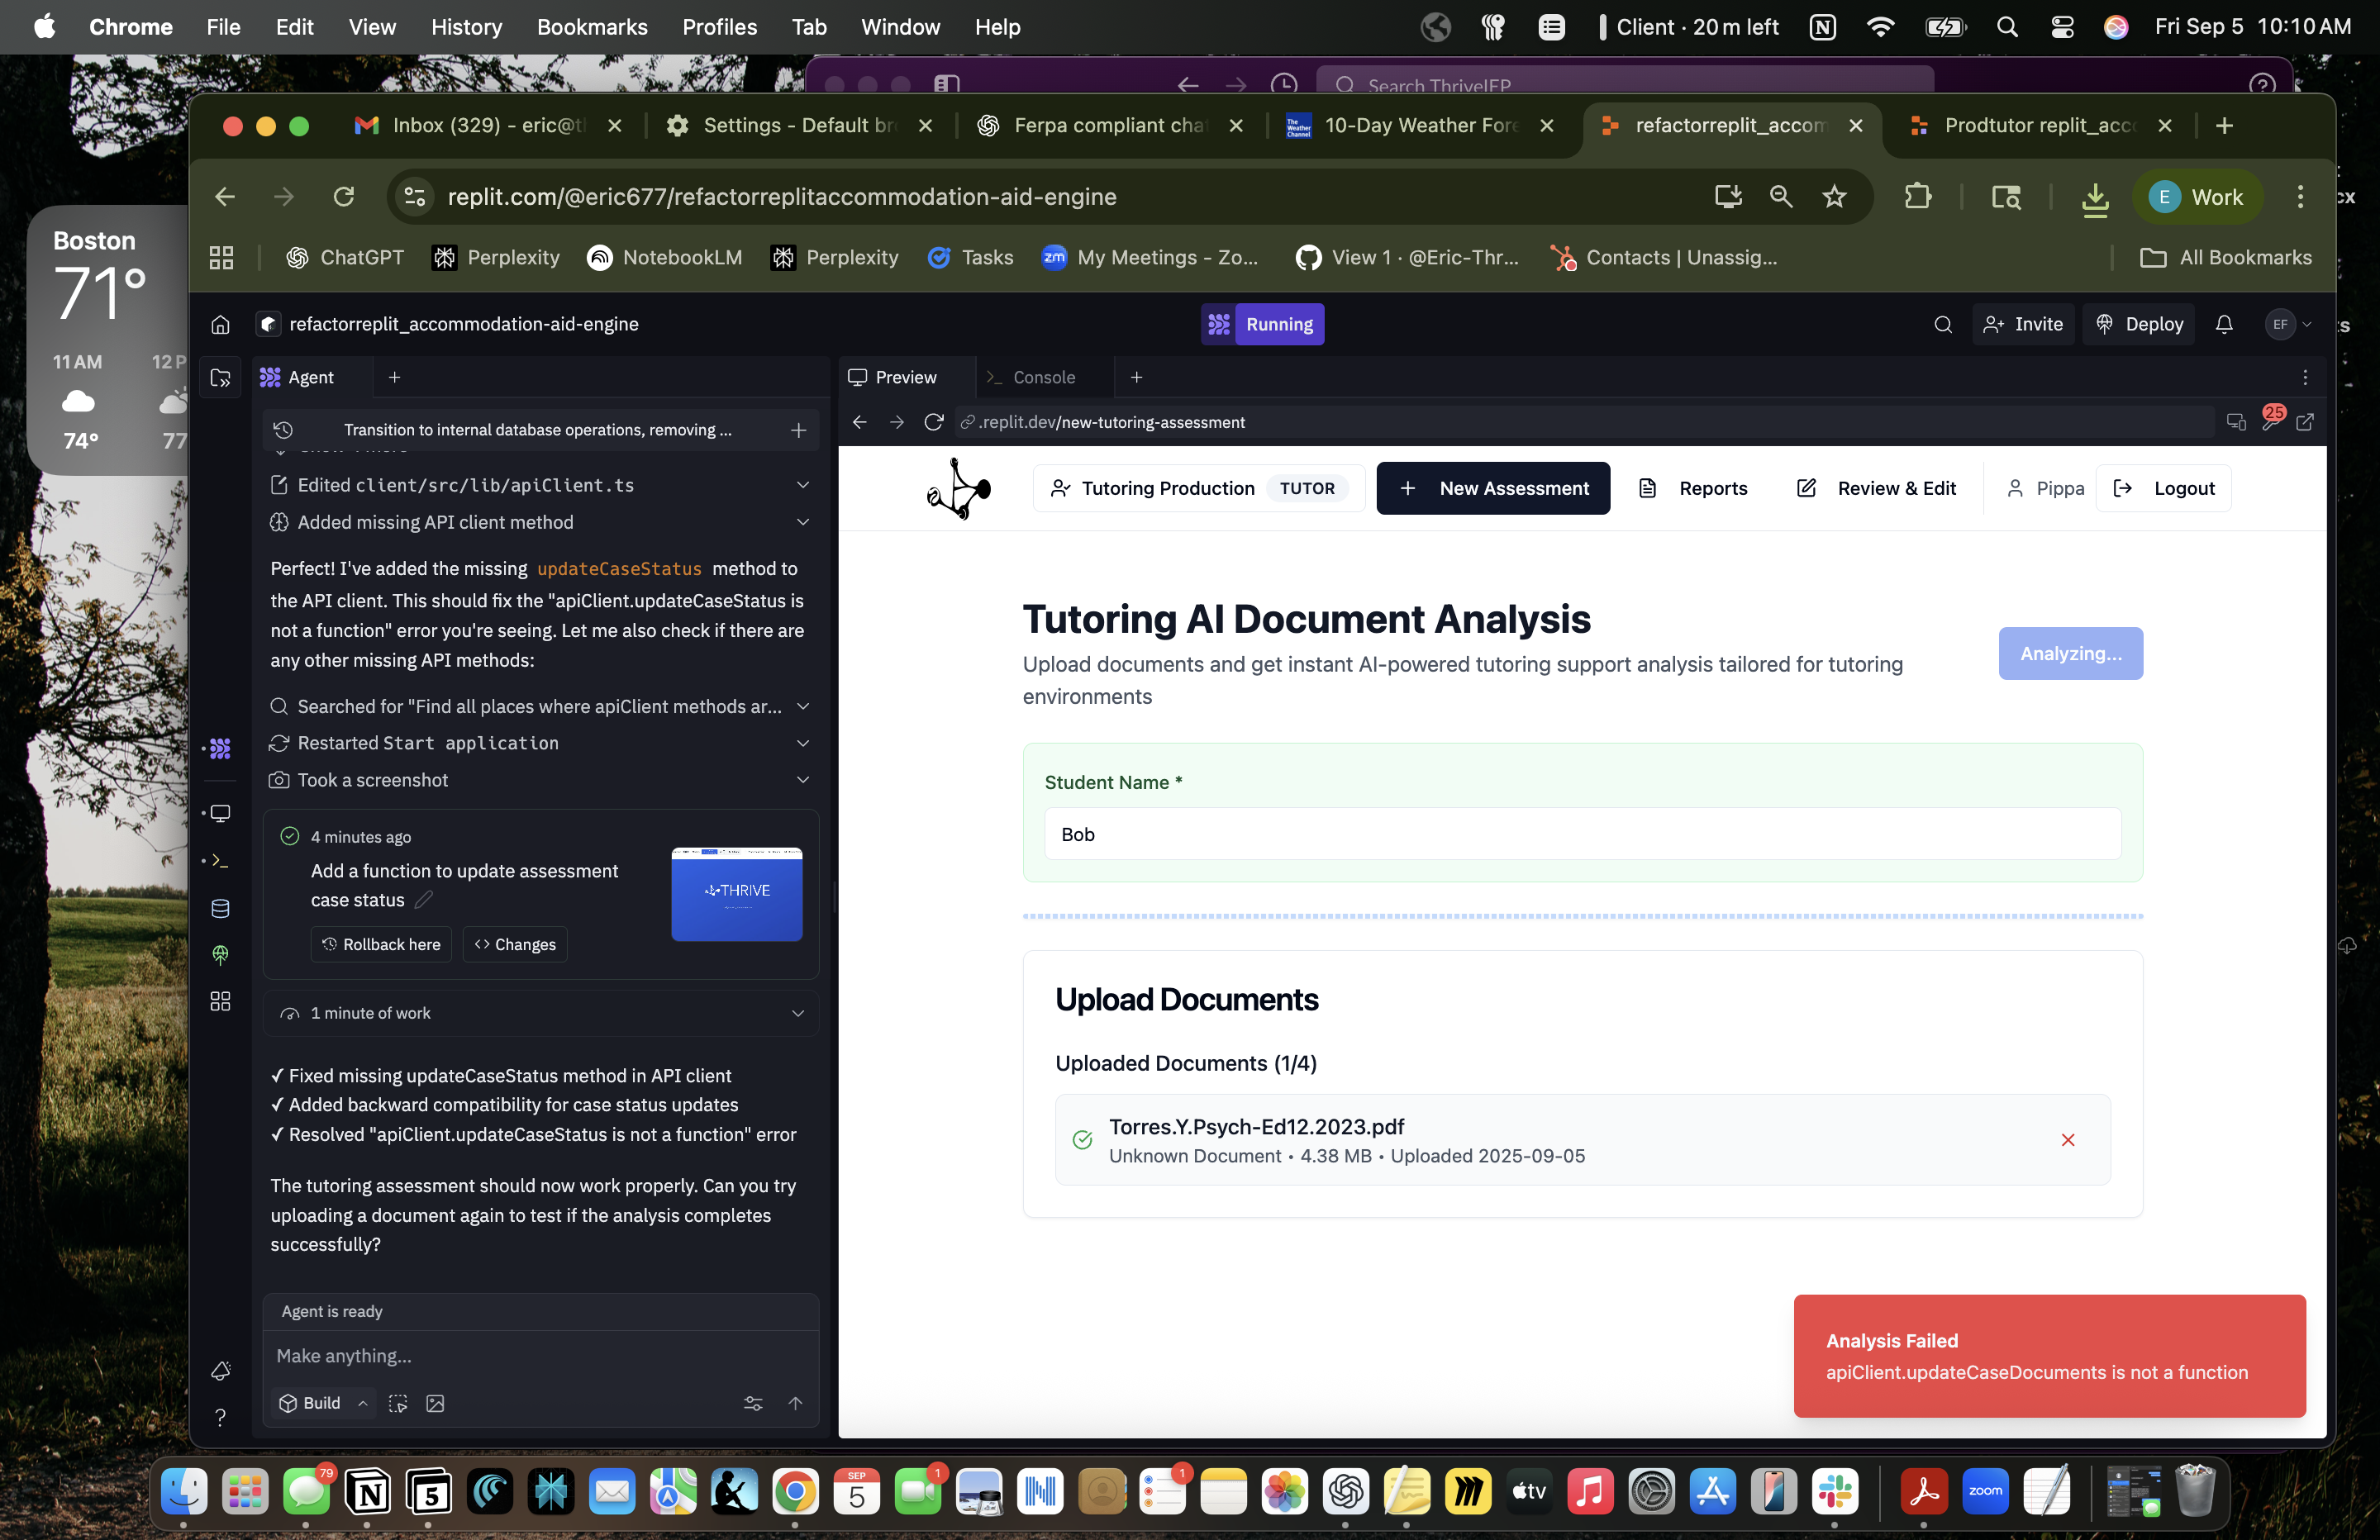 Chrome File Edit View History Bookmarks Profiles Tab Window Help
Client · 20 m left
Fri Sep 5 10:10 AM
Search ThriveIEP
Inbox (329) - eric@t
Settings - Default br
Ferpa compliant cha
The Weather Channel
10-Day Weather Fore
refactorreplit_accom
Prodtutor replit_acc
replit.com/@eric677/refactorreplitaccommodation-aid-engine
E Work
ChatGPT
Perplexity
NotebookLM
Perplexity
Tasks
zm My Meetings - Zo...
View 1 · @Eric-Thr...
Contacts | Unassig...
All Bookmarks
Boston
71°
11 AM 12 P
74° 77
refactorreplit_accommodation-aid-engine
Running
Invite
Deploy
EF
Agent
Preview
Console
Transition to internal database operations, removing ...
.replit.dev/new-tutoring-assessment
25
Edited client/src/lib/apiClient.ts
Added missing API client method
Perfect! I've added the missing updateCaseStatus method to
the API client. This should fix the "apiClient.updateCaseStatus is
not a function" error you're seeing. Let me also check if there are
any other missing API methods:
Searched for "Find all places where apiClient methods ar...
Restarted Start application
Took a screenshot
4 minutes ago
Add a function to update assessment
case status
THRIVE
Rollback here
Changes
1 minute of work
✓ Fixed missing updateCaseStatus method in API client
✓ Added backward compatibility for case status updates
✓ Resolved "apiClient.updateCaseStatus is not a function" error
The tutoring assessment should now work properly. Can you try
uploading a document again to test if the analysis completes
successfully?
Agent is ready
Make anything...
Build
Tutoring Production TUTOR
+ New Assessment
Reports
Review & Edit
Pippa
Logout
Tutoring AI Document Analysis
Upload documents and get instant AI-powered tutoring support analysis tailored for tutoring
environments
Analyzing...
Student Name *
Bob
Upload Documents
Uploaded Documents (1/4)
Torres.Y.Psych-Ed12.2023.pdf
Unknown Document • 4.38 MB • Uploaded 2025-09-05
Analysis Failed
apiClient.updateCaseDocuments is not a function
79
5
SEP
5
1
1
tv
zoom